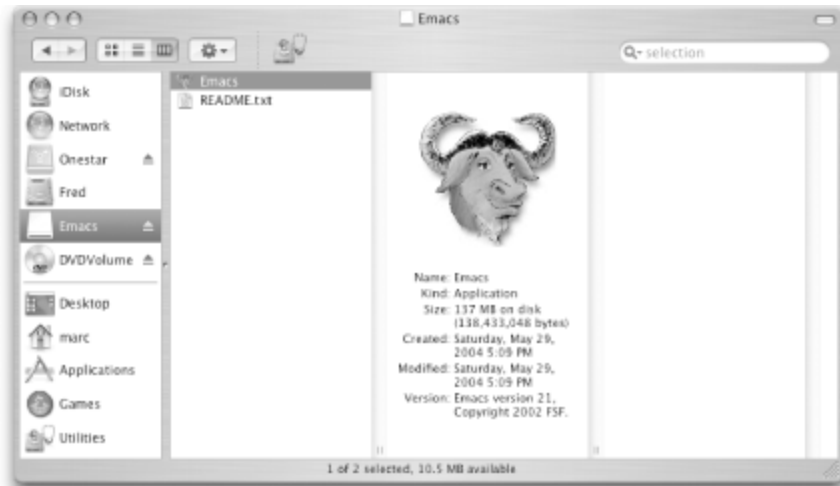 Emacs
selection
iDisk
Network
Onestar
Fred
Emacs
DVDVolume
Desktop
marc
Applications
Games
Utilities
Emacs
README.txt
Name: Emacs
Kind: Application
Size: 137 MB on disk
(138,433,048 bytes)
Created: Saturday, May 29,
2004 5:09 PM
Modified: Saturday, May 29,
2004 5:09 PM
Version: Emacs version 21,
Copyright 2002 FSF.
1 of 2 selected, 10.5 MB available